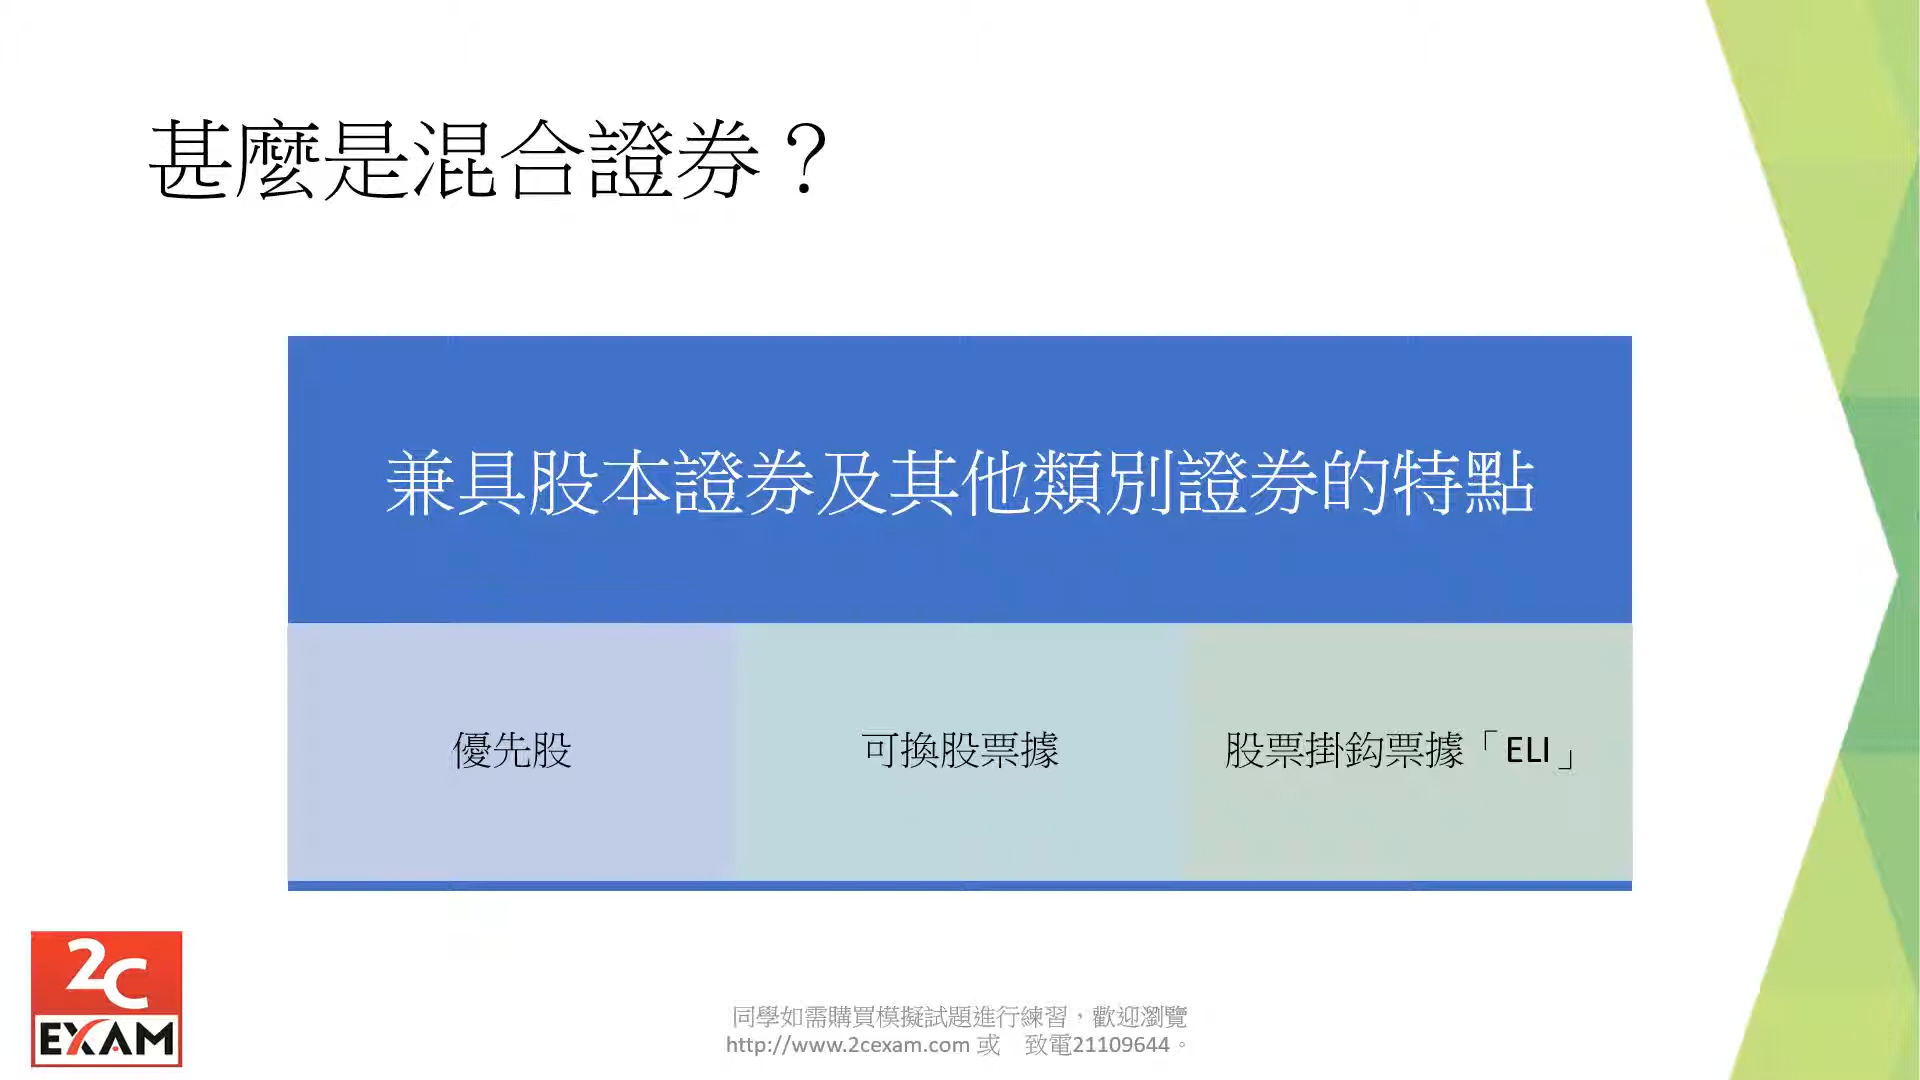 甚麼是混合證券？
兼具股本證券及其他類別證券的特點
優先股
可換股票據
股票掛鈎票據「ELI」
2C
EXAM
同學如需購買模擬試題進行練習，歡迎瀏覽
http://www.2cexam.com 或　致電21109644。